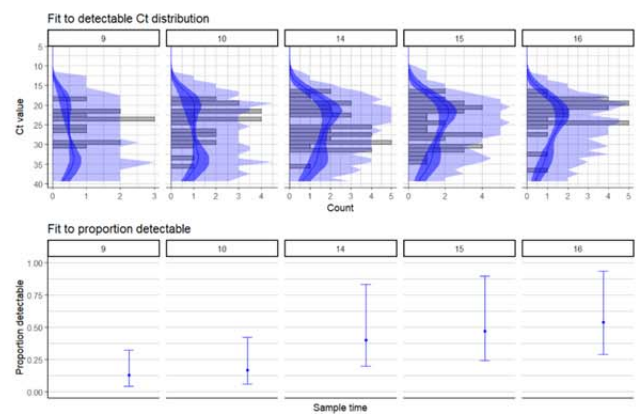 Fit to detectable Ct distribution
9 10 14 15 16
5
10
15
20
25
30
35
40
Ct value
0 1 2 3 0 1 2 3 4 0 1 2 3 4 5 0 2 4 0 1 2 3 4 5
Count
Fit to proportion detectable
9 10 14 15 16
1.00
0.75
0.50
0.25
0.00
Proportion detectable
Sample time